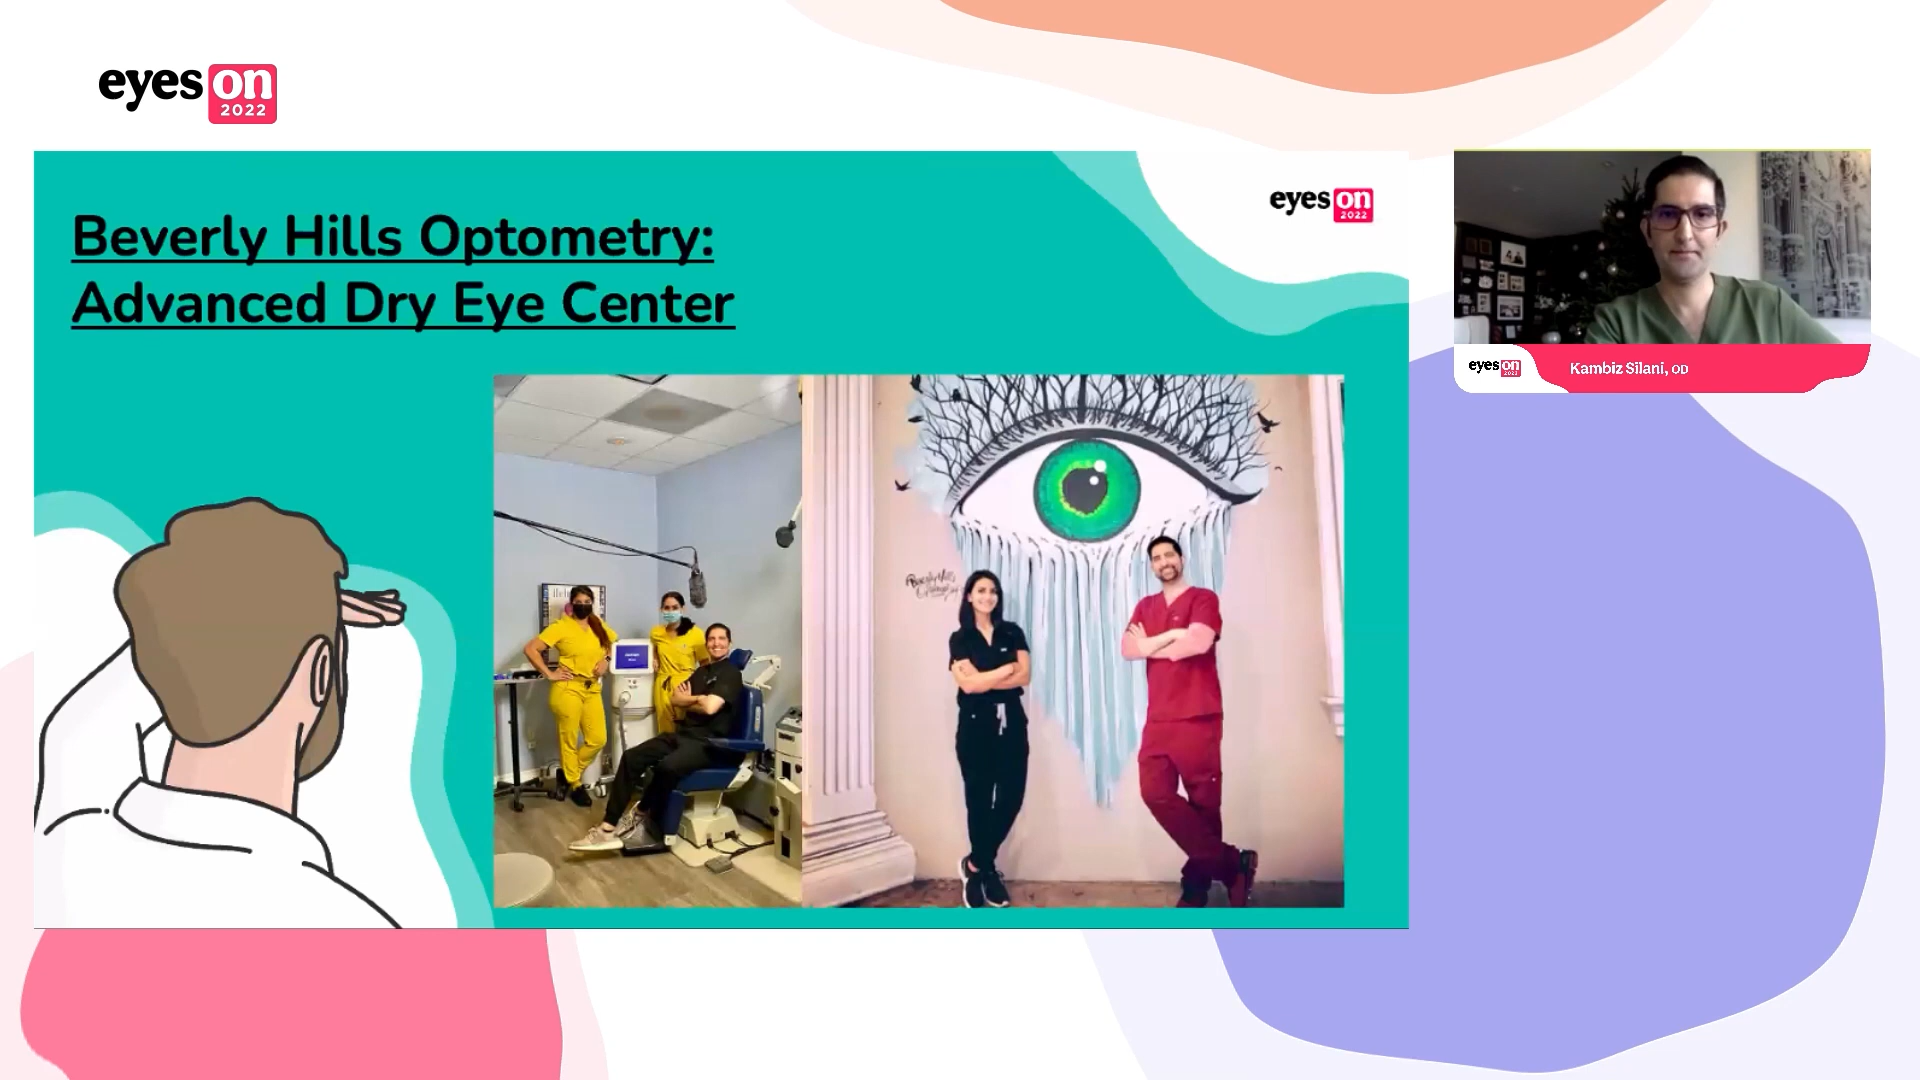 eyes on
2022
eyes on
2022
Beverly Hills Optometry:
Advanced Dry Eye Center
eyes on
2022
Kambiz Silani, OD